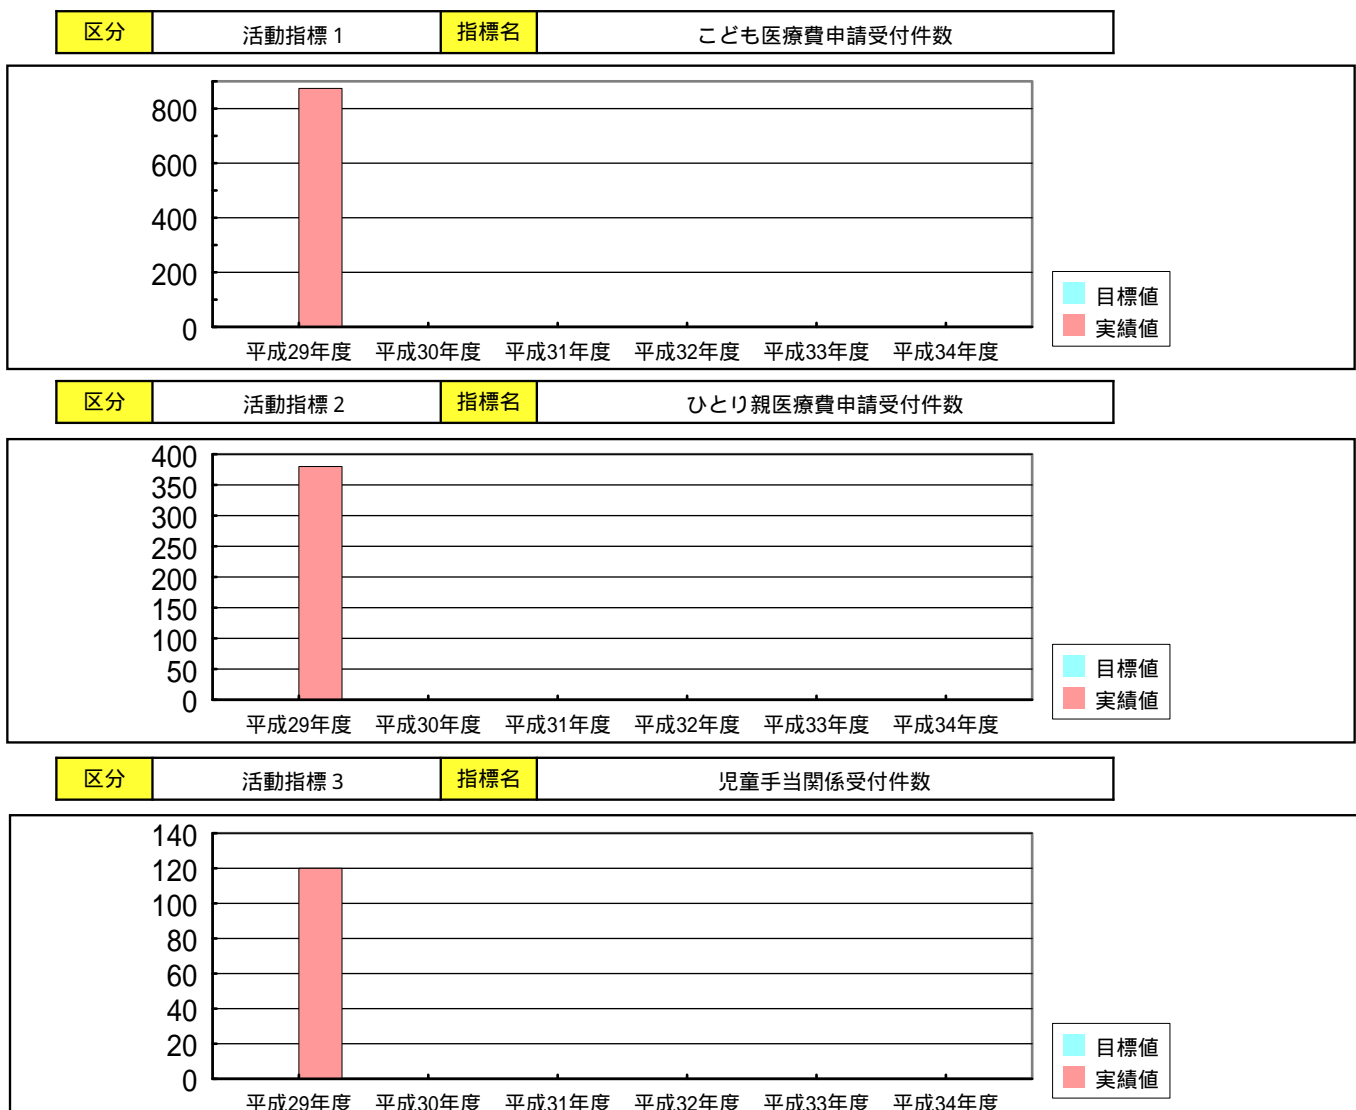 区分 活動指標１ 指標名 こども医療費申請受付件数
800
600
400
200
0
平成29年度 平成30年度 平成31年度 平成32年度 平成33年度 平成34年度
目標値
実績値
区分 活動指標２ 指標名 ひとり親医療費申請受付件数
400
350
300
250
200
150
100
50
0
平成29年度 平成30年度 平成31年度 平成32年度 平成33年度 平成34年度
目標値
実績値
区分 活動指標３ 指標名 児童手当関係受付件数
140
120
100
80
60
40
20
0
平成29年度 平成30年度 平成31年度 平成32年度 平成33年度 平成34年度
目標値
実績値